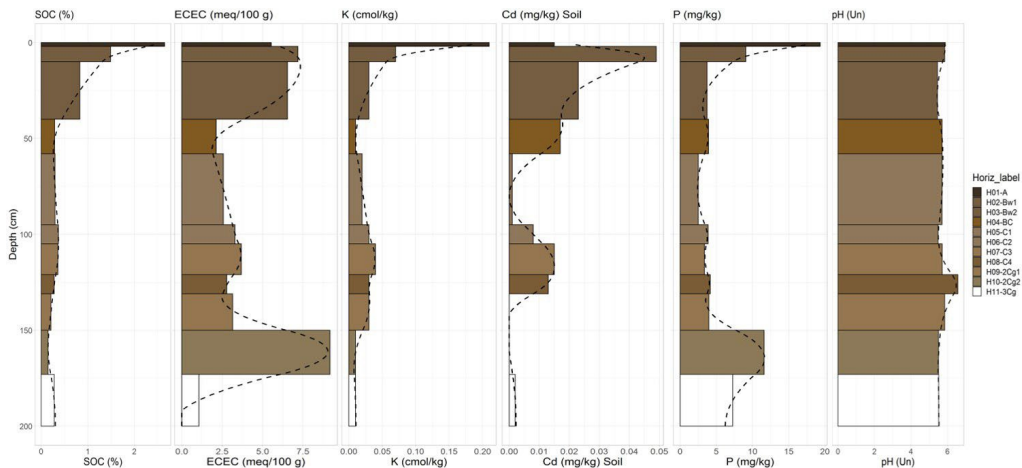 SOC (%)
ECEC (meq/100 g)
K (cmol/kg)
Cd (mg/kg) Soil
P (mg/kg)
pH (Un)
Depth (cm)
0
50
100
150
200
0 1 2
0.0 2.5 5.0 7.5
0.00 0.05 0.10 0.15 0.20
0.00 0.01 0.02 0.03 0.04 0.05
0 5 10 15 20
0 2 4 6
SOC (%)
ECEC (meq/100 g)
K (cmol/kg)
Cd (mg/kg) Soil
P (mg/kg)
pH (Un)
Horiz_label
H01-A
H02-Bw1
H03-Bw2
H04-BC
H05-C1
H06-C2
H07-C3
H08-C4
H09-2Cg1
H10-2Cg2
H11-3Cg